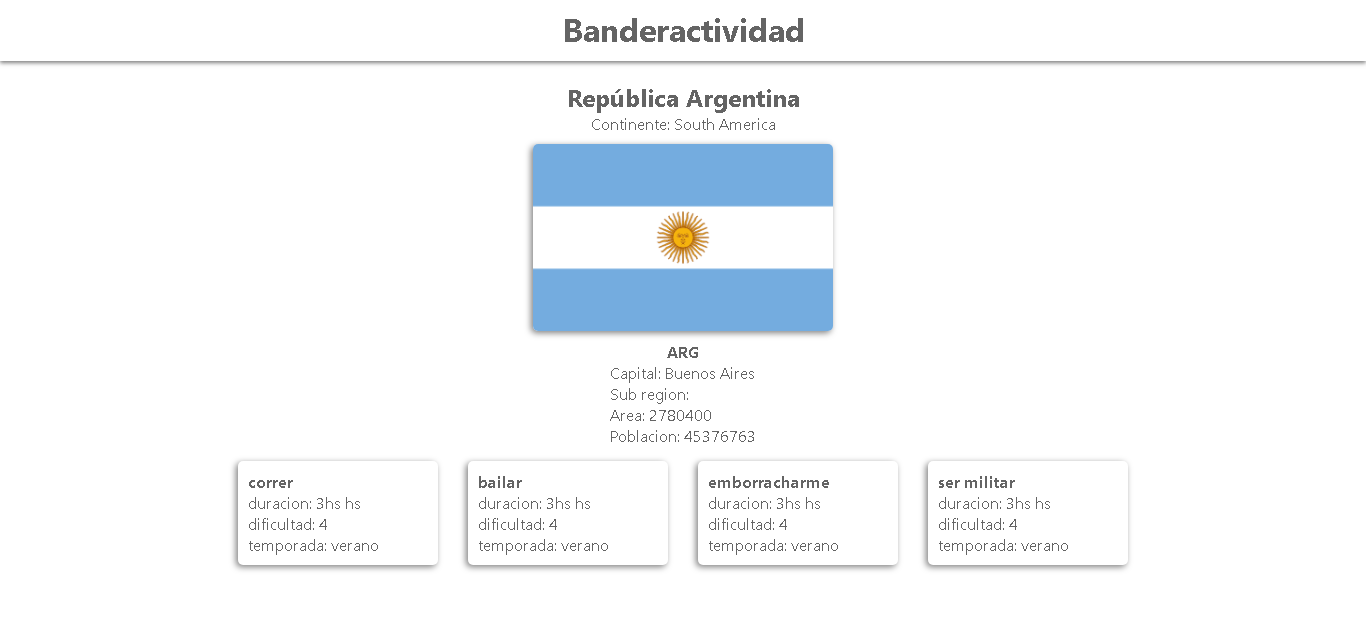 Banderactividad
República Argentina
Continente: South America
ARG
Capital: Buenos Aires
Sub region:
Area: 2780400
Poblacion: 45376763
correr
duracion: 3hs hs
dificultad: 4
temporada: verano
bailar
duracion: 3hs hs
dificultad: 4
temporada: verano
emborracharme
duracion: 3hs hs
dificultad: 4
temporada: verano
ser militar
duracion: 3hs hs
dificultad: 4
temporada: verano